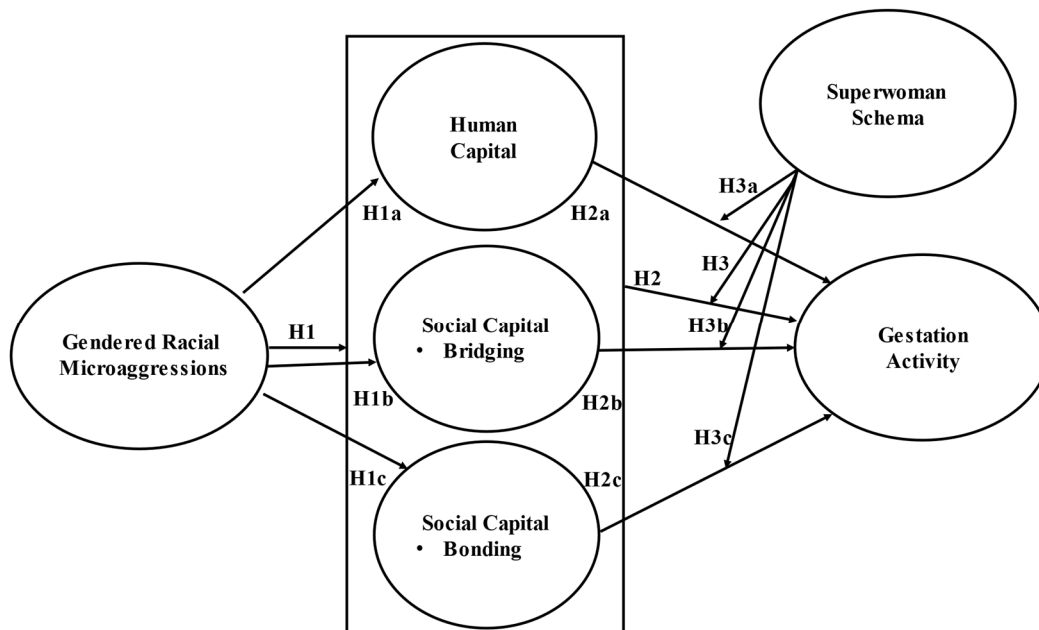 Human
Capital
Superwoman
Schema
H3a
H1a
H2a
H3
H2
Gendered Racial
Microaggressions
H1
Social Capital
• Bridging
H3b
Gestation
Activity
H1b
H2b
H3c
H1c
H2c
Social Capital
• Bonding